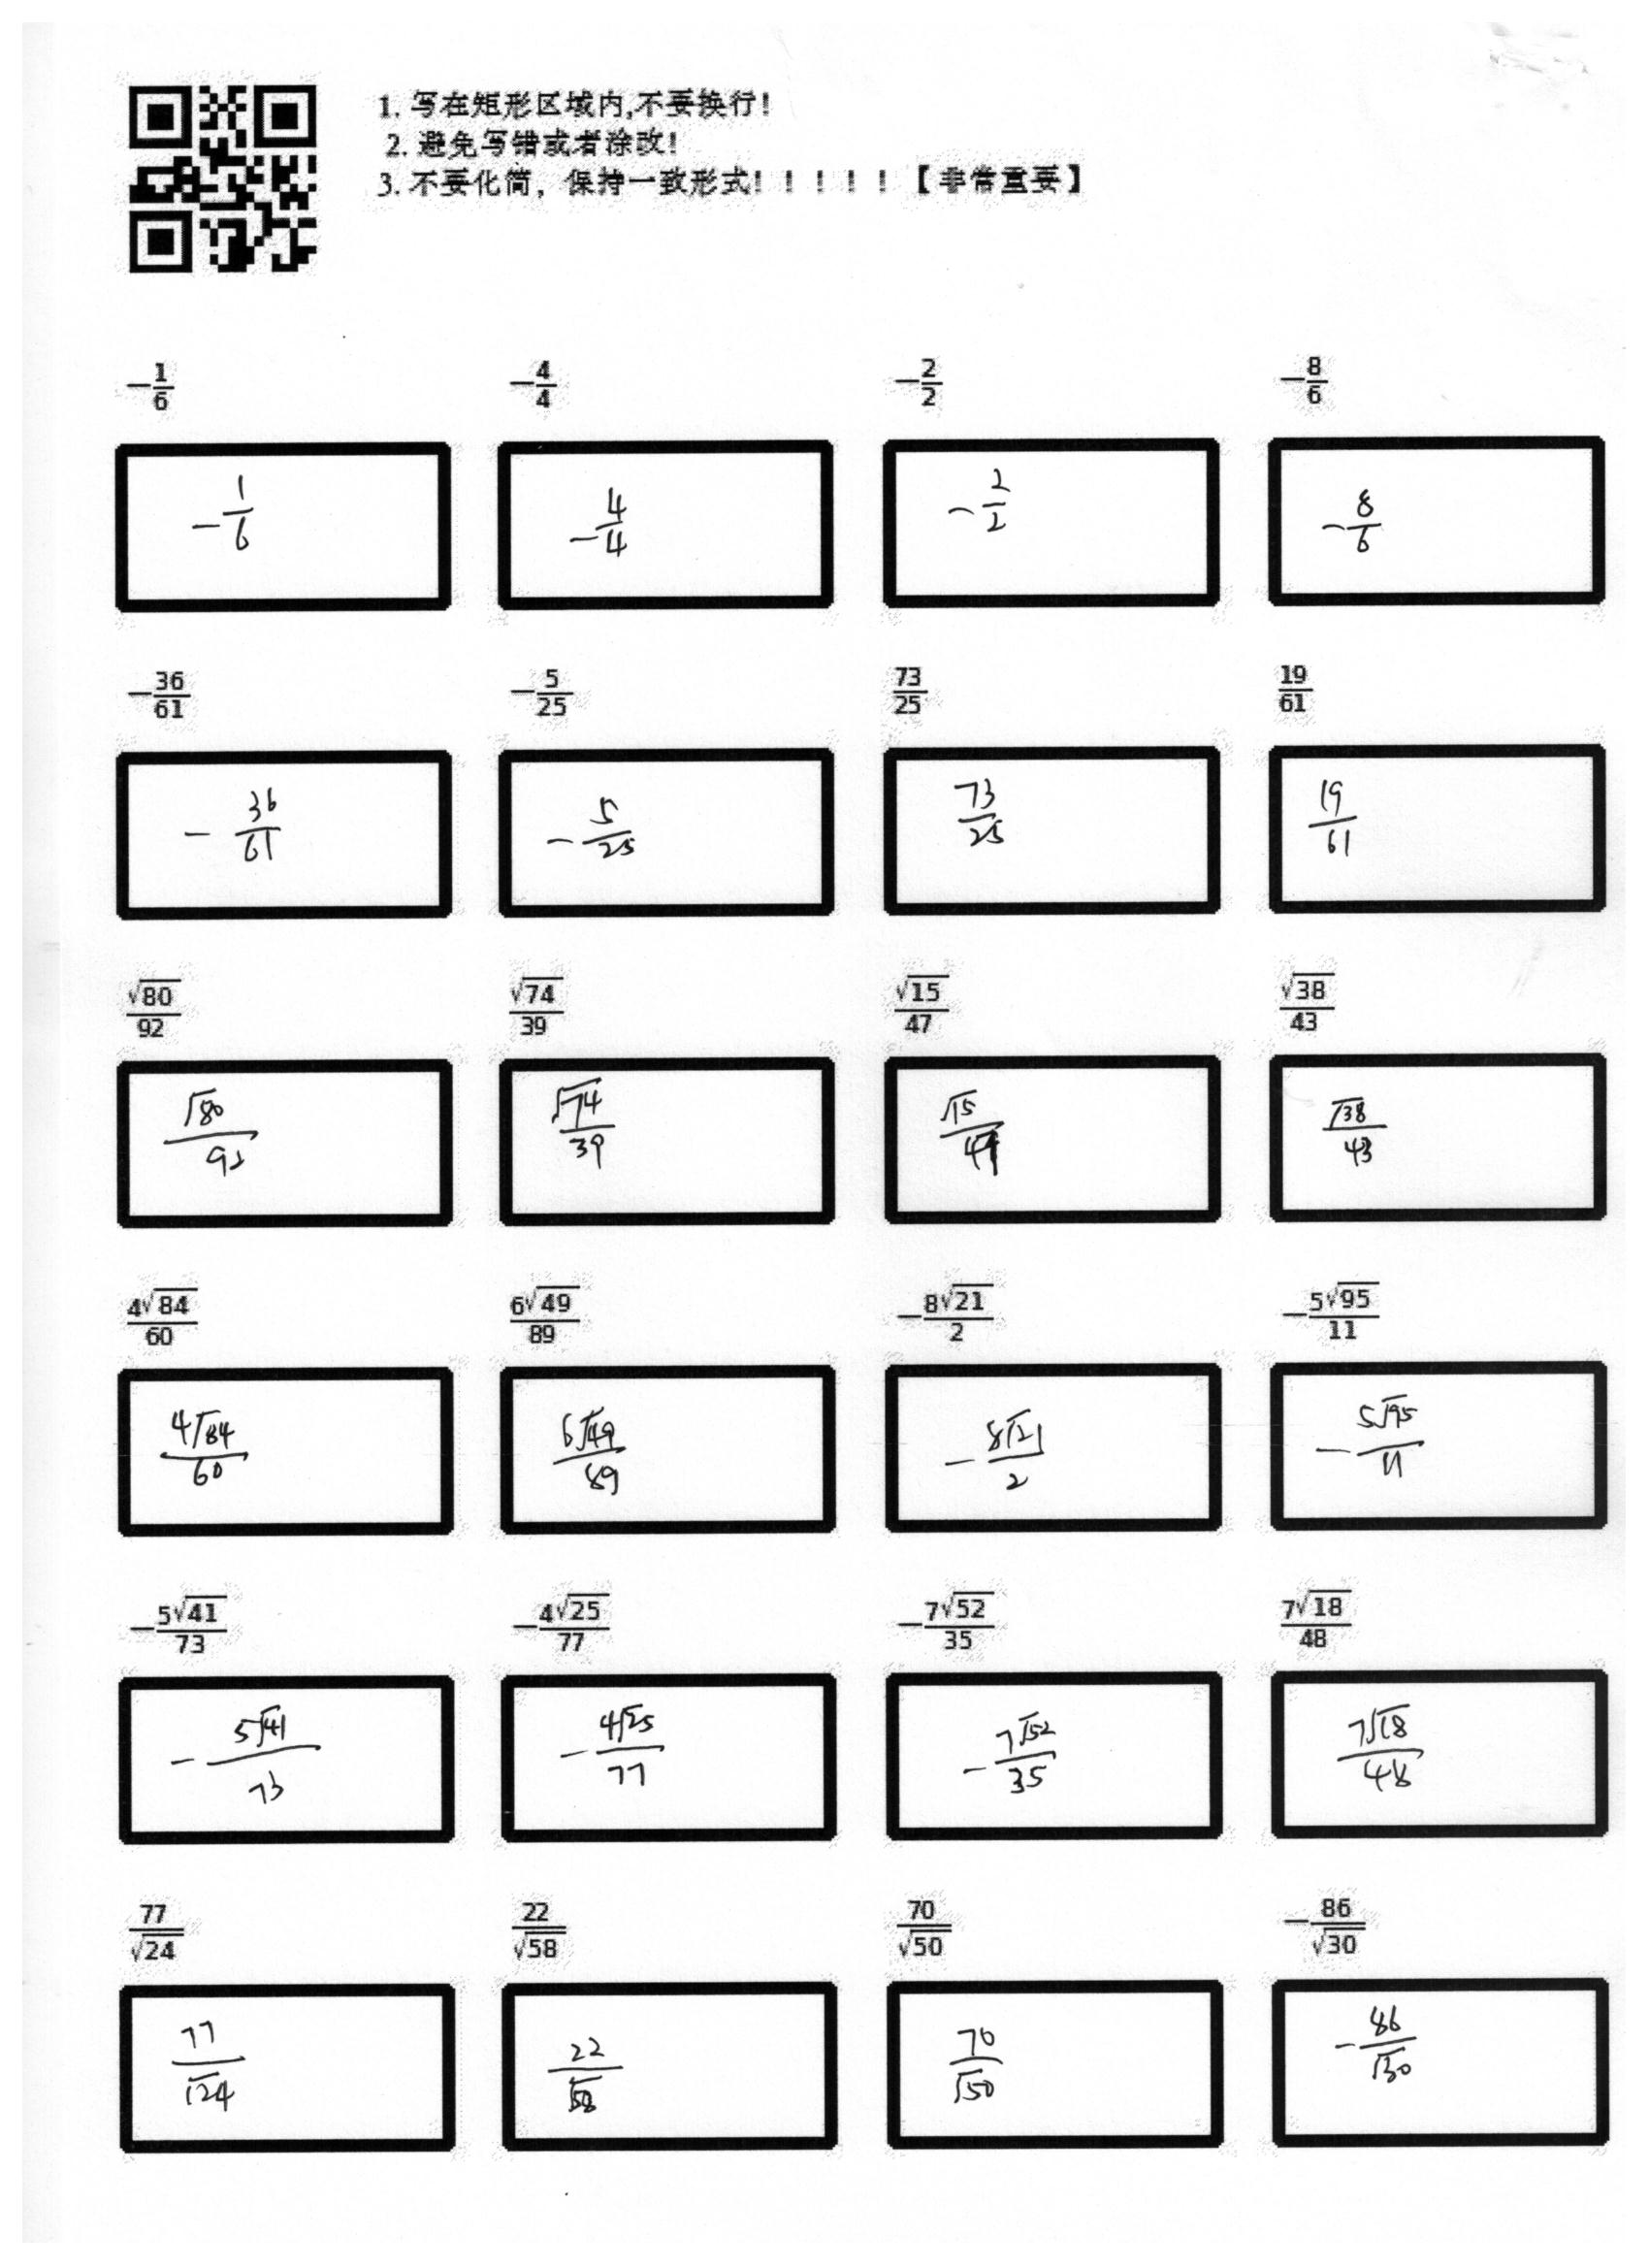 1. 写在矩形区域内,不要换行!
2. 避免写错或者涂改!
3. 不要化简，保持一致形式!！！！！【非常重要】
-\frac{1}{6} -\frac{4}{4} -\frac{2}{2} -\frac{8}{6}
-\frac{1}{6} -\frac{4}{4} -\frac{2}{2} -\frac{8}{6}
-\frac{36}{61} -\frac{5}{25} \frac{73}{25} \frac{19}{61}
-\frac{36}{61} -\frac{5}{25} \frac{73}{25} \frac{19}{61}
\frac{\sqrt{80}}{92} \frac{\sqrt{74}}{39} \frac{\sqrt{15}}{47} \frac{\sqrt{38}}{43}
\frac{\sqrt{80}}{92} \frac{\sqrt{74}}{39} \frac{\sqrt{15}}{47} \frac{\sqrt{38}}{43}
\frac{4\sqrt{84}}{60} \frac{6\sqrt{49}}{89} -\frac{8\sqrt{21}}{2} -\frac{5\sqrt{95}}{11}
\frac{4\sqrt{84}}{60} \frac{6\sqrt{49}}{89} -\frac{8\sqrt{21}}{2} -\frac{5\sqrt{95}}{11}
-\frac{5\sqrt{41}}{73} -\frac{4\sqrt{25}}{77} -\frac{7\sqrt{52}}{35} \frac{7\sqrt{18}}{48}
-\frac{5\sqrt{41}}{73} -\frac{4\sqrt{25}}{77} -\frac{7\sqrt{52}}{35} \frac{7\sqrt{18}}{48}
\frac{77}{\sqrt{24}} \frac{22}{\sqrt{58}} \frac{70}{\sqrt{50}} -\frac{86}{\sqrt{30}}
\frac{77}{\sqrt{24}} \frac{22}{\sqrt{58}} \frac{70}{\sqrt{50}} -\frac{86}{\sqrt{30}}